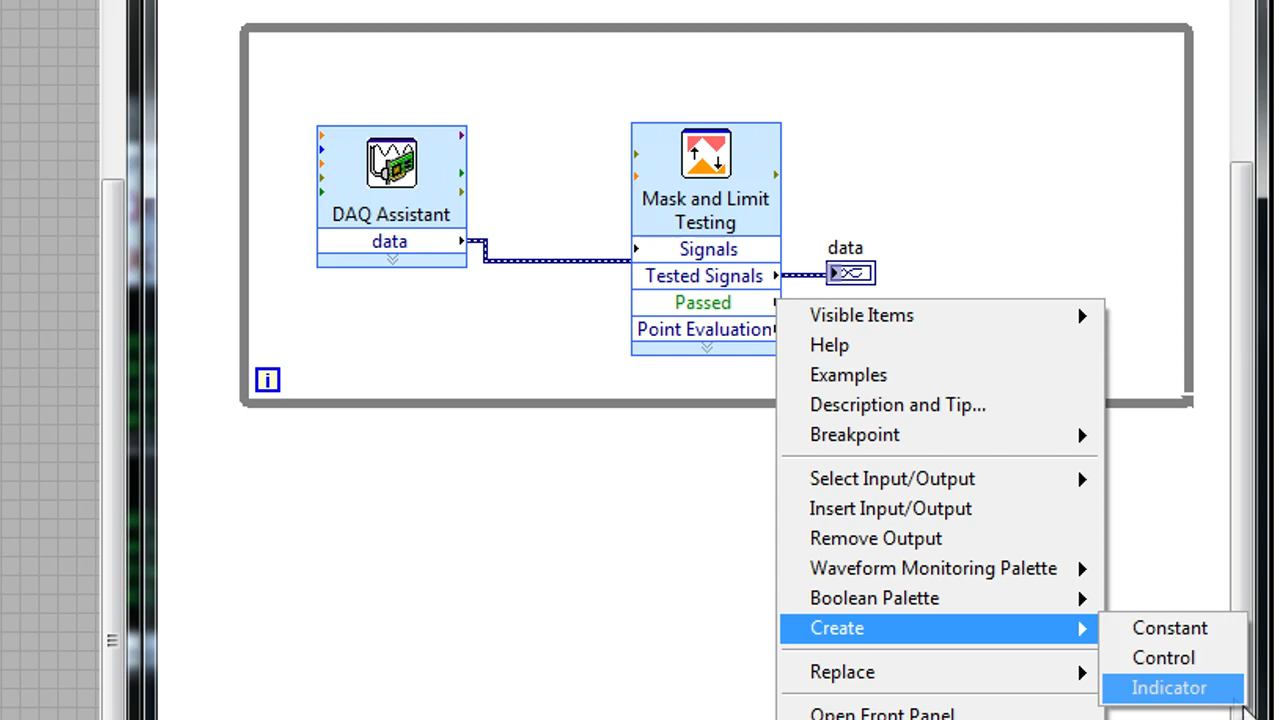 DAQ Assistant
data
Mask and Limit
Testing
Signals
Tested Signals
Passed
Point Evaluation
data
i
Visible Items
Help
Examples
Description and Tip...
Breakpoint
Select Input/Output
Insert Input/Output
Remove Output
Waveform Monitoring Palette
Boolean Palette
Create
Replace
Open Front Panel
Constant
Control
Indicator